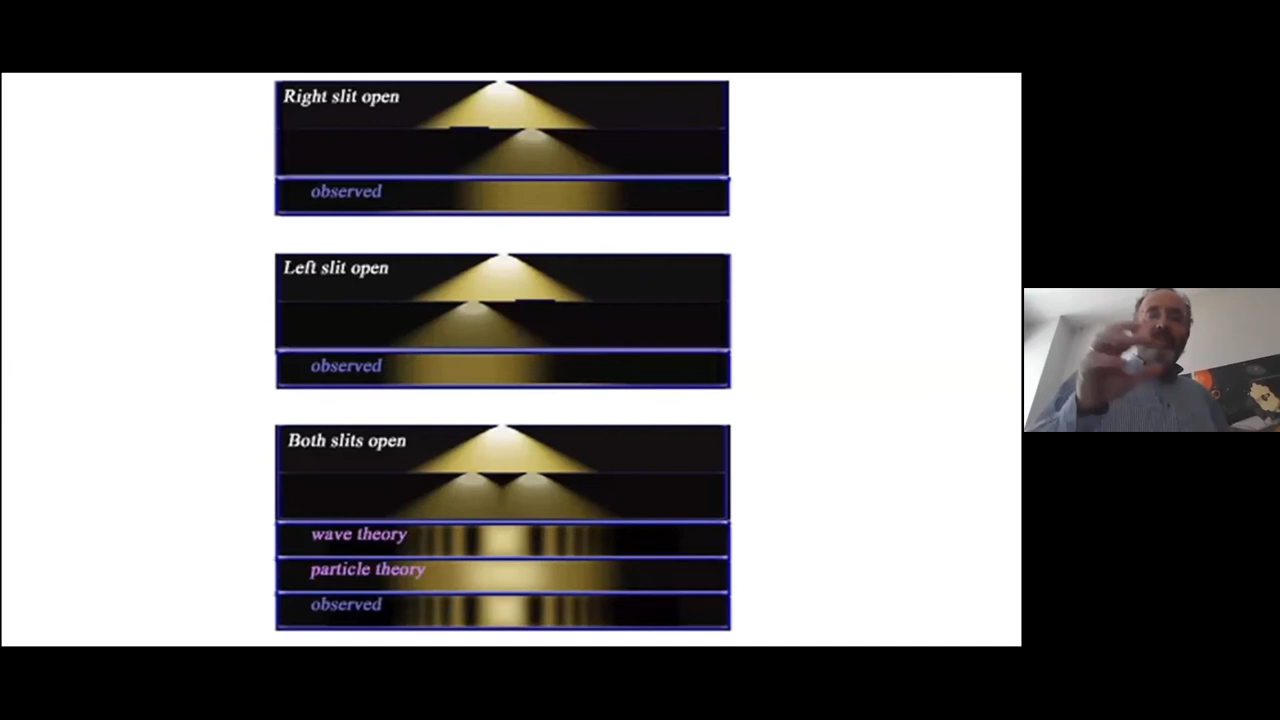 Right slit open
observed
Left slit open
observed
Both slits open
wave theory
particle theory
observed